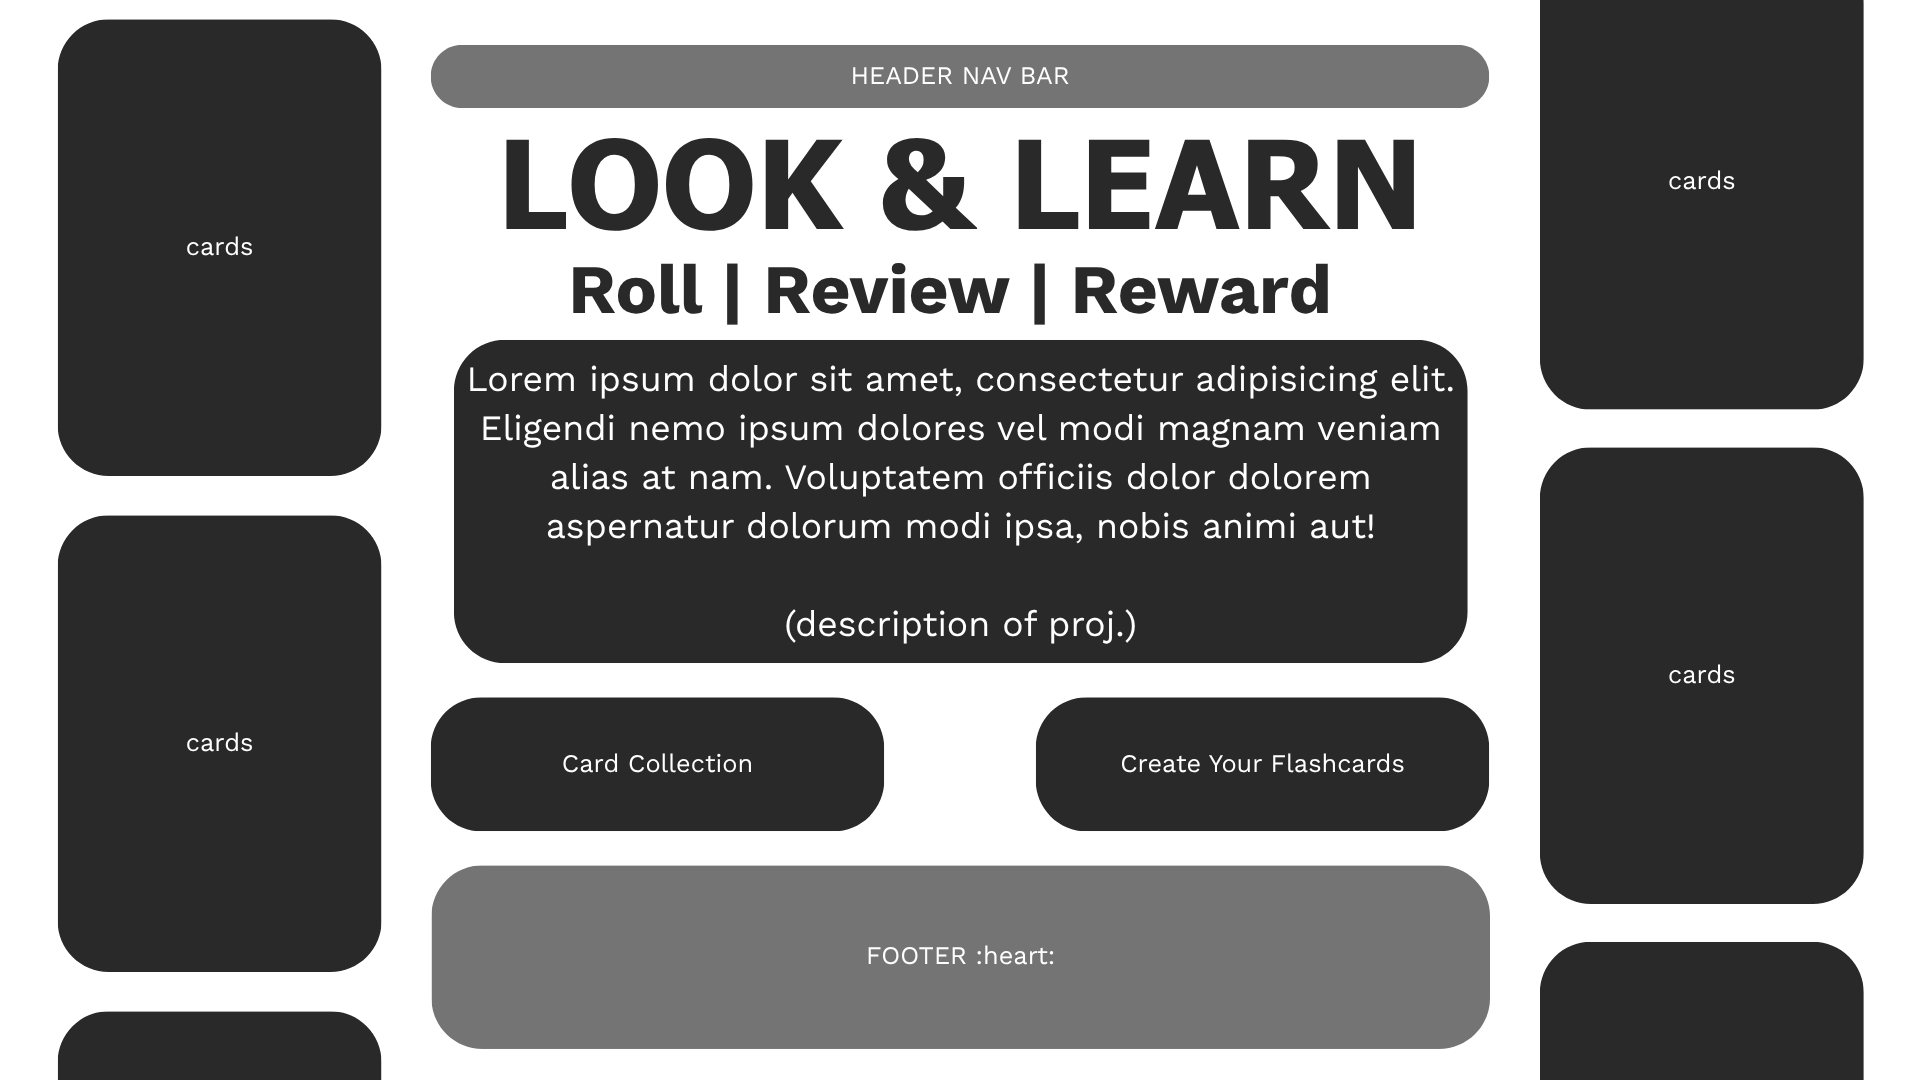 HEADER NAV BAR
LOOK & LEARN
Roll | Review | Reward
Lorem ipsum dolor sit amet, consectetur adipisicing elit.
Eligendi nemo ipsum dolores vel modi magnam veniam
alias at nam. Voluptatem officiis dolor dolorem
aspernatur dolorum modi ipsa, nobis animi aut!
(description of proj.)
Card Collection
Create Your Flashcards
FOOTER :heart:
cards
cards
cards
cards